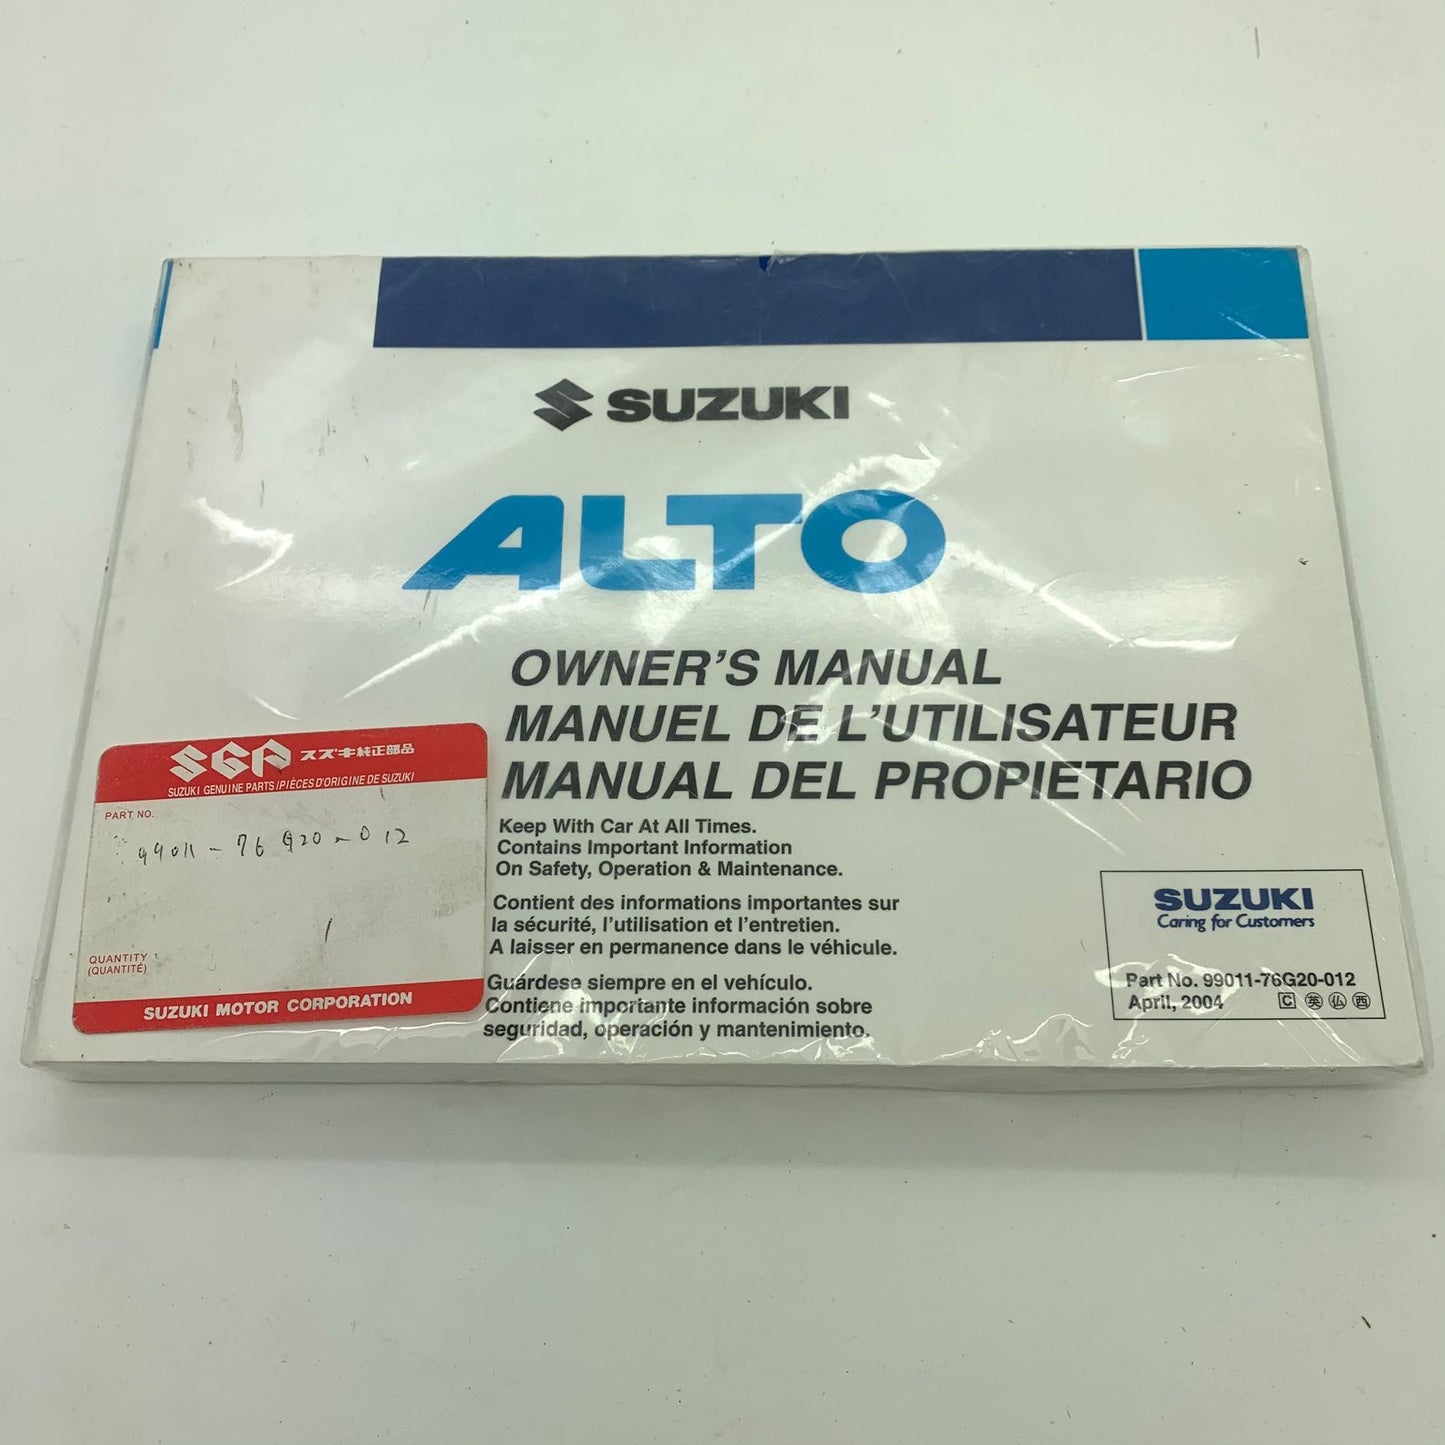 SUZUKI
ALTO
OWNER'S MANUAL
MANUEL DE L'UTILISATEUR
MANUAL DEL PROPIETARIO
Keep With Car At All Times.
Contains Important Information
On Safety, Operation & Maintenance.
Contient des informations importantes sur
la sécurité, l'utilisation et l'entretien.
A laisser en permanence dans le véhicule.
Guárdese siempre en el vehículo.
Contiene importante información sobre
seguridad, operación y mantenimiento.
SGP スズキ純正部品
SUZUKI GENUINE PARTS/PIÈCES D'ORIGINE DE SUZUKI
PART NO.
99011-76G20-012
1
QUANTITY
(QUANTITÉ)
SUZUKI MOTOR CORPORATION
SUZUKI
Caring for Customers
Part No. 99011-76G20-012
April, 2004 C 英 仏 西